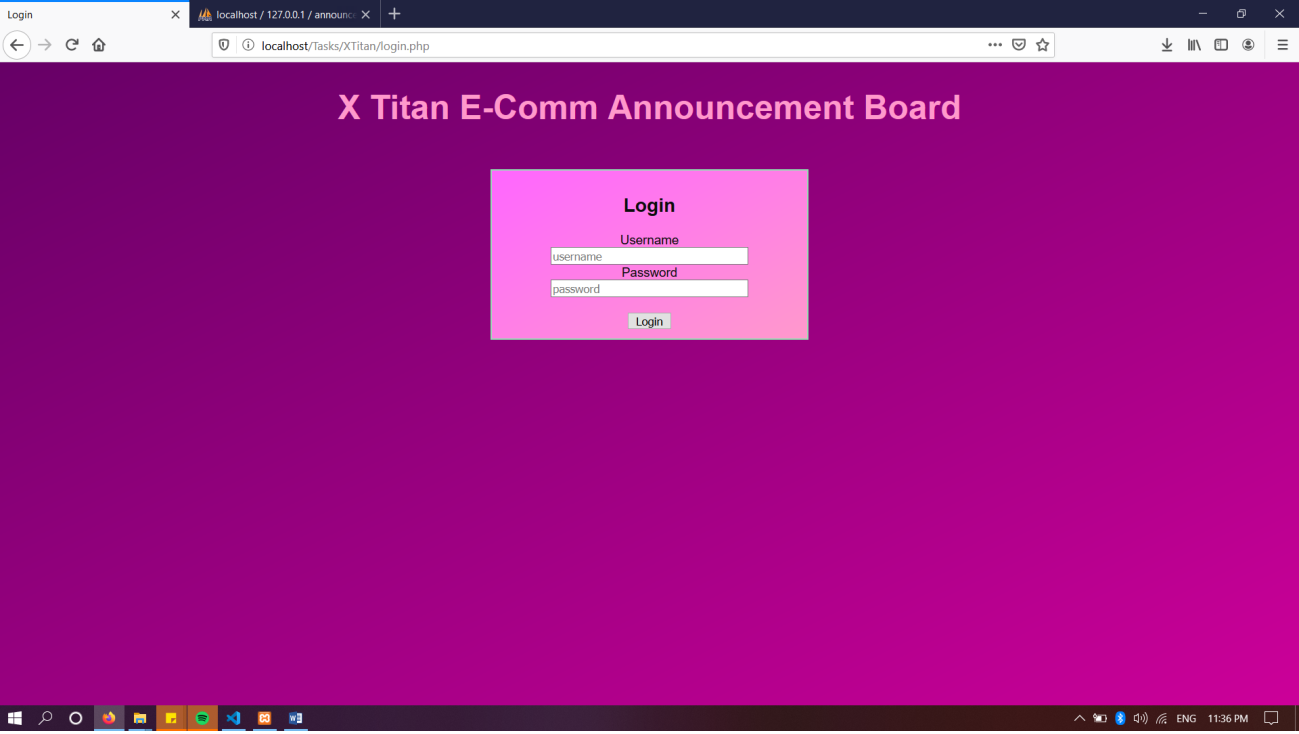 Login
localhost / 127.0.0.1 / announce
localhost/Tasks/XTitan/login.php
X Titan E-Comm Announcement Board
Login
Username
username
Password
password
Login
ENG
11:36 PM